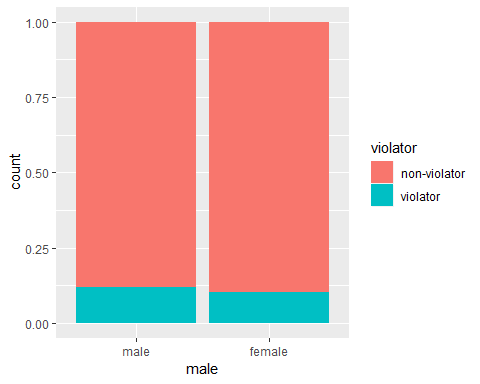 1.00
0.75
0.50
0.25
0.00
count
male female
male
violator
non-violator
violator